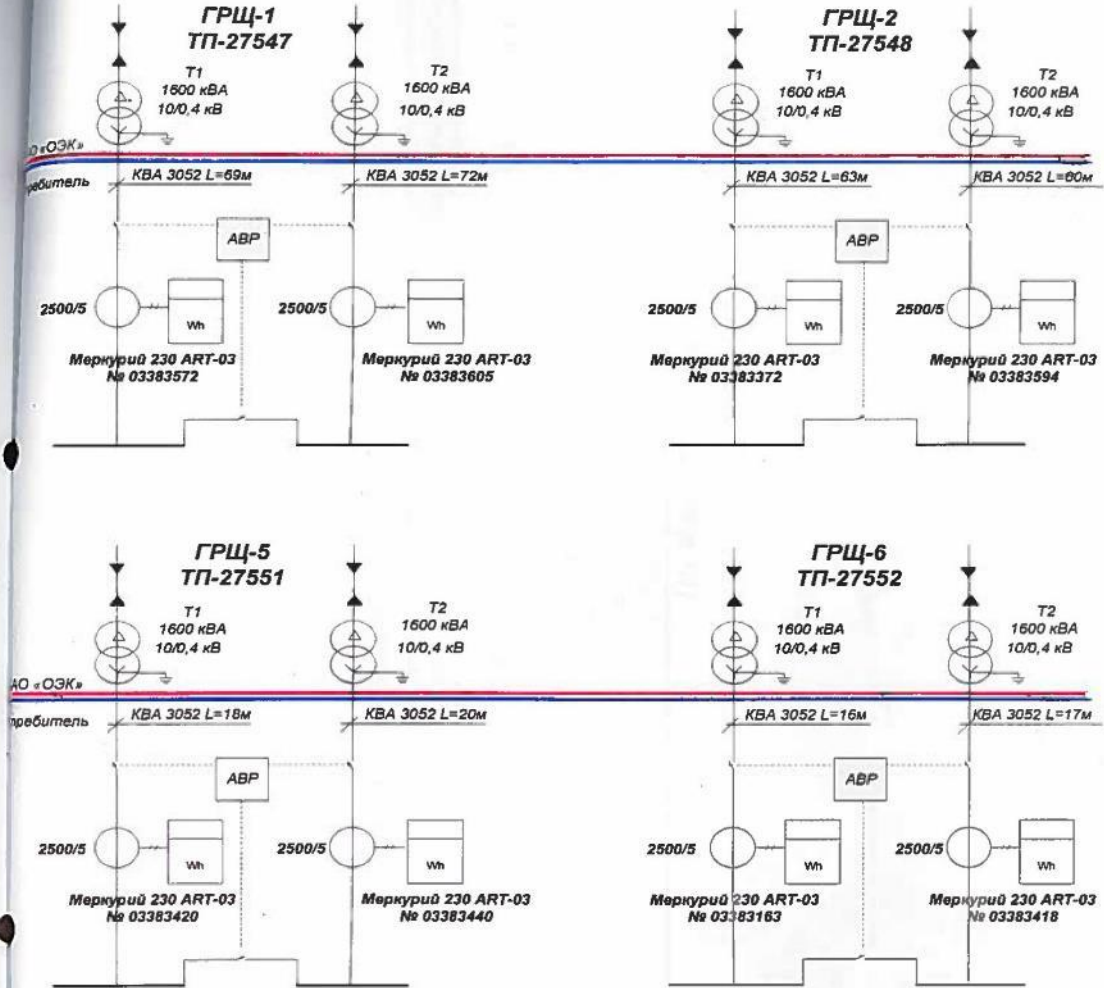 ГРЩ-1
ТП-27547
Т1
1600 кВА
10/0,4 кВ
Т2
1600 кВА
10/0,4 кВ
ГРЩ-2
ТП-27548
Т1
1600 кВА
10/0,4 кВ
Т2
1600 кВА
10/0,4 кВ
«ОЭК»
КВА 3052 L=69м
КВА 3052 L=72м
КВА 3052 L=63м
КВА 3052 L=60м
требитель
АВР
АВР
2500/5
Wh
2500/5
Wh
2500/5
Wh
2500/5
Wh
Меркурий 230 ART-03
№ 03383572
Меркурий 230 ART-03
№ 03383605
Меркурий 230 ART-03
№ 03383372
Меркурий 230 ART-03
№ 03383594
ГРЩ-5
ТП-27551
Т1
1600 кВА
10/0,4 кВ
Т2
1600 кВА
10/0,4 кВ
ГРЩ-6
ТП-27552
Т1
1600 кВА
10/0,4 кВ
Т2
1600 кВА
10/0,4 кВ
АО «ОЭК»
КВА 3052 L=18м
КВА 3052 L=20м
КВА 3052 L=16м
КВА 3052 L=17м
требитель
АВР
АВР
2500/5
Wh
2500/5
Wh
2500/5
Wh
2500/5
Wh
Меркурий 230 ART-03
№ 03383420
Меркурий 230 ART-03
№ 03383440
Меркурий 230 ART-03
№ 03383163
Меркурий 230 ART-03
№ 03383418